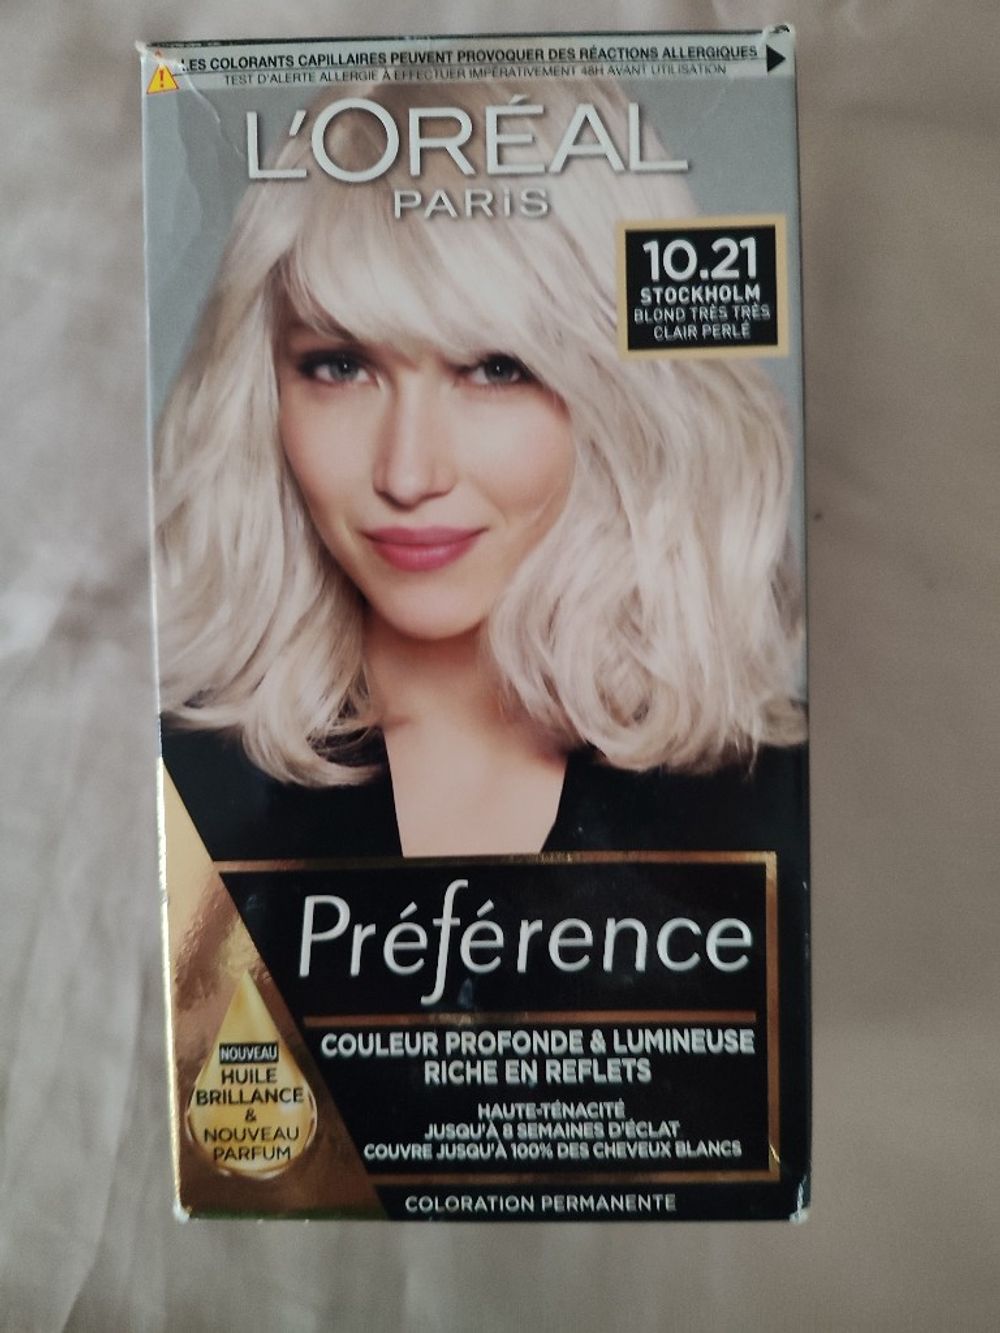 LES COLORANTS CAPILLAIRES PEUVENT PROVOQUER DES RÉACTIONS ALLERGIQUES
TEST D'ALERTE ALLERGIE À EFFECTUER IMPÉRATIVEMENT 48H AVANT UTILISATION
L'ORÉAL
PARiS
10.21
STOCKHOLM
BLOND TRÈS TRÈS
CLAIR PERLÉ
Préférence
COULEUR PROFONDE & LUMINEUSE
RICHE EN REFLETS
HAUTE-TÉNACITÉ
JUSQU'À 8 SEMAINES D'ÉCLAT
COUVRE JUSQU'À 100% DES CHEVEUX BLANCS
NOUVEAU
HUILE
BRILLANCE
&
NOUVEAU
PARFUM
COLORATION PERMANENTE